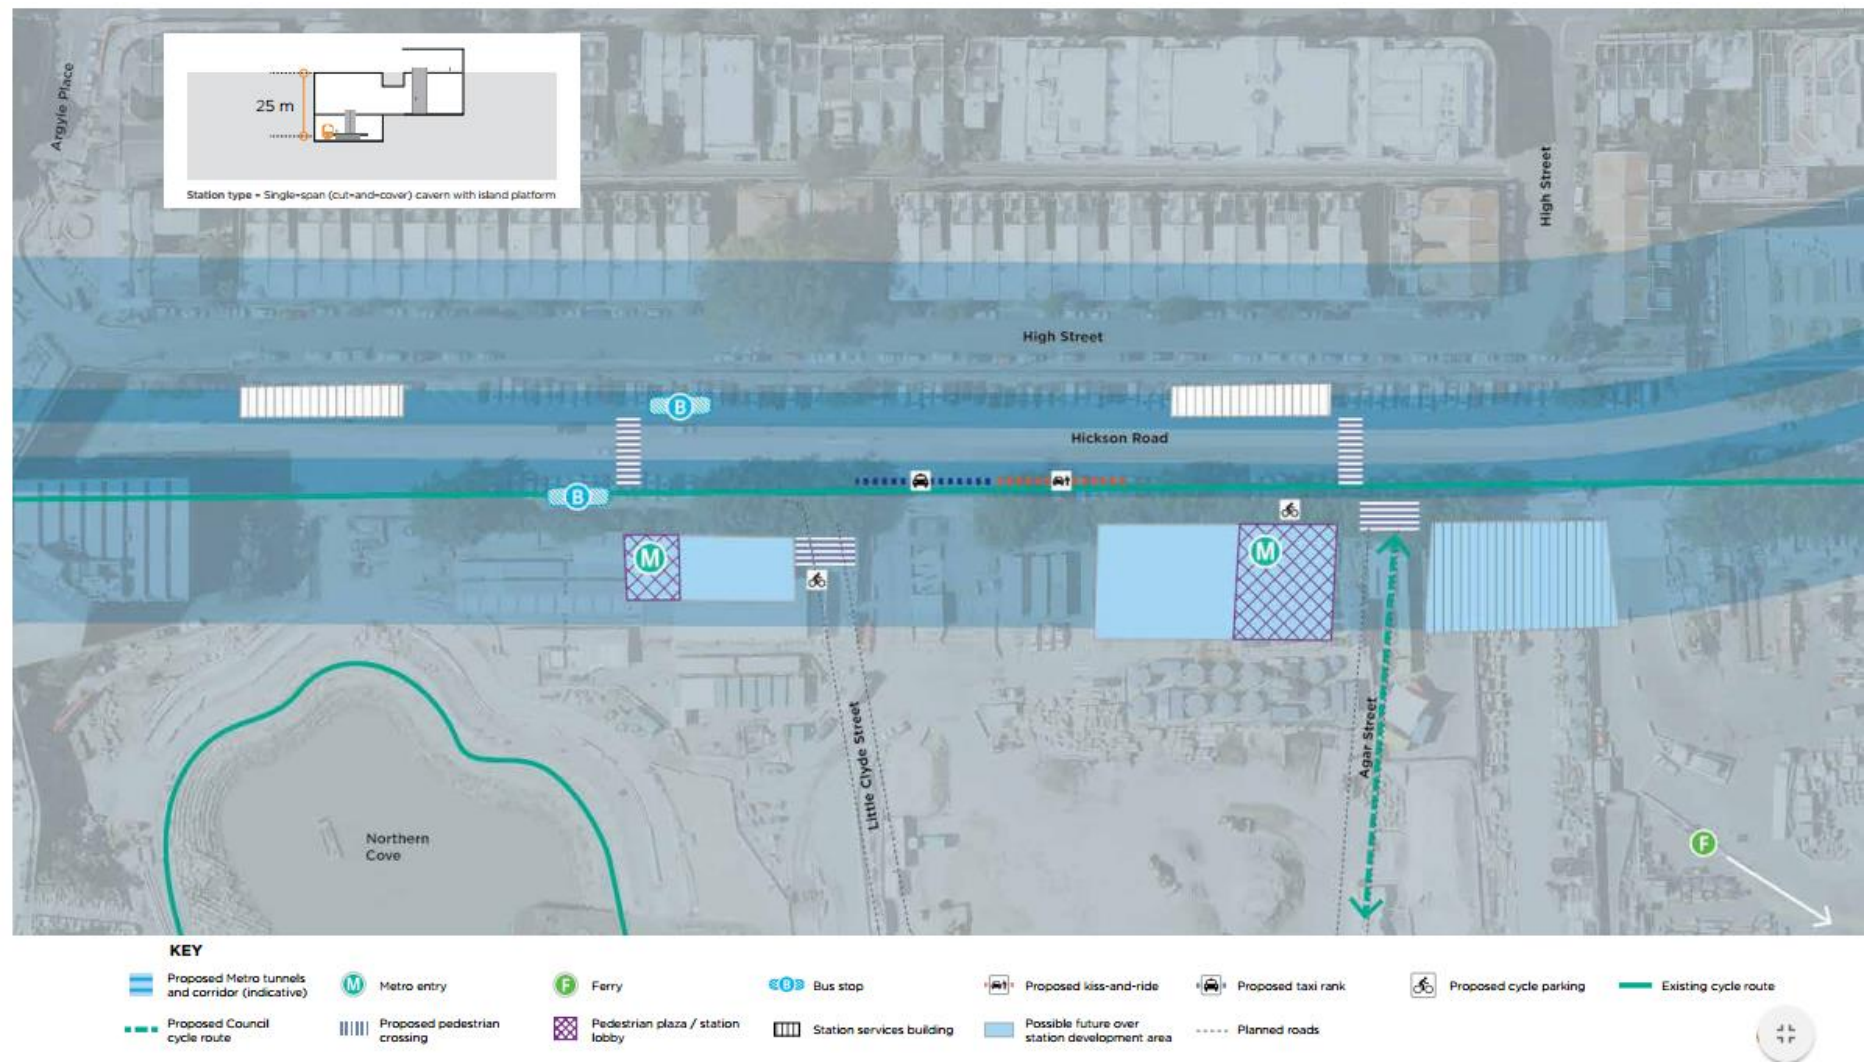 Argyle Place
25 m
Station type – Single-span (cut-and-cover) cavern with island platform
High Street
High Street
B
Hickson Road
B
M
M
Little Clyde Street
Agar Street
Northern
Cove
F
KEY
Proposed Metro tunnels
and corridor (indicative)
M
Metro entry
F
Ferry
B
Bus stop
Proposed kiss-and-ride
Proposed taxi rank
Proposed cycle parking
Existing cycle route
Proposed Council
cycle route
Proposed pedestrian
crossing
Pedestrian plaza / station
lobby
Station services building
Possible future over
station development area
Planned roads